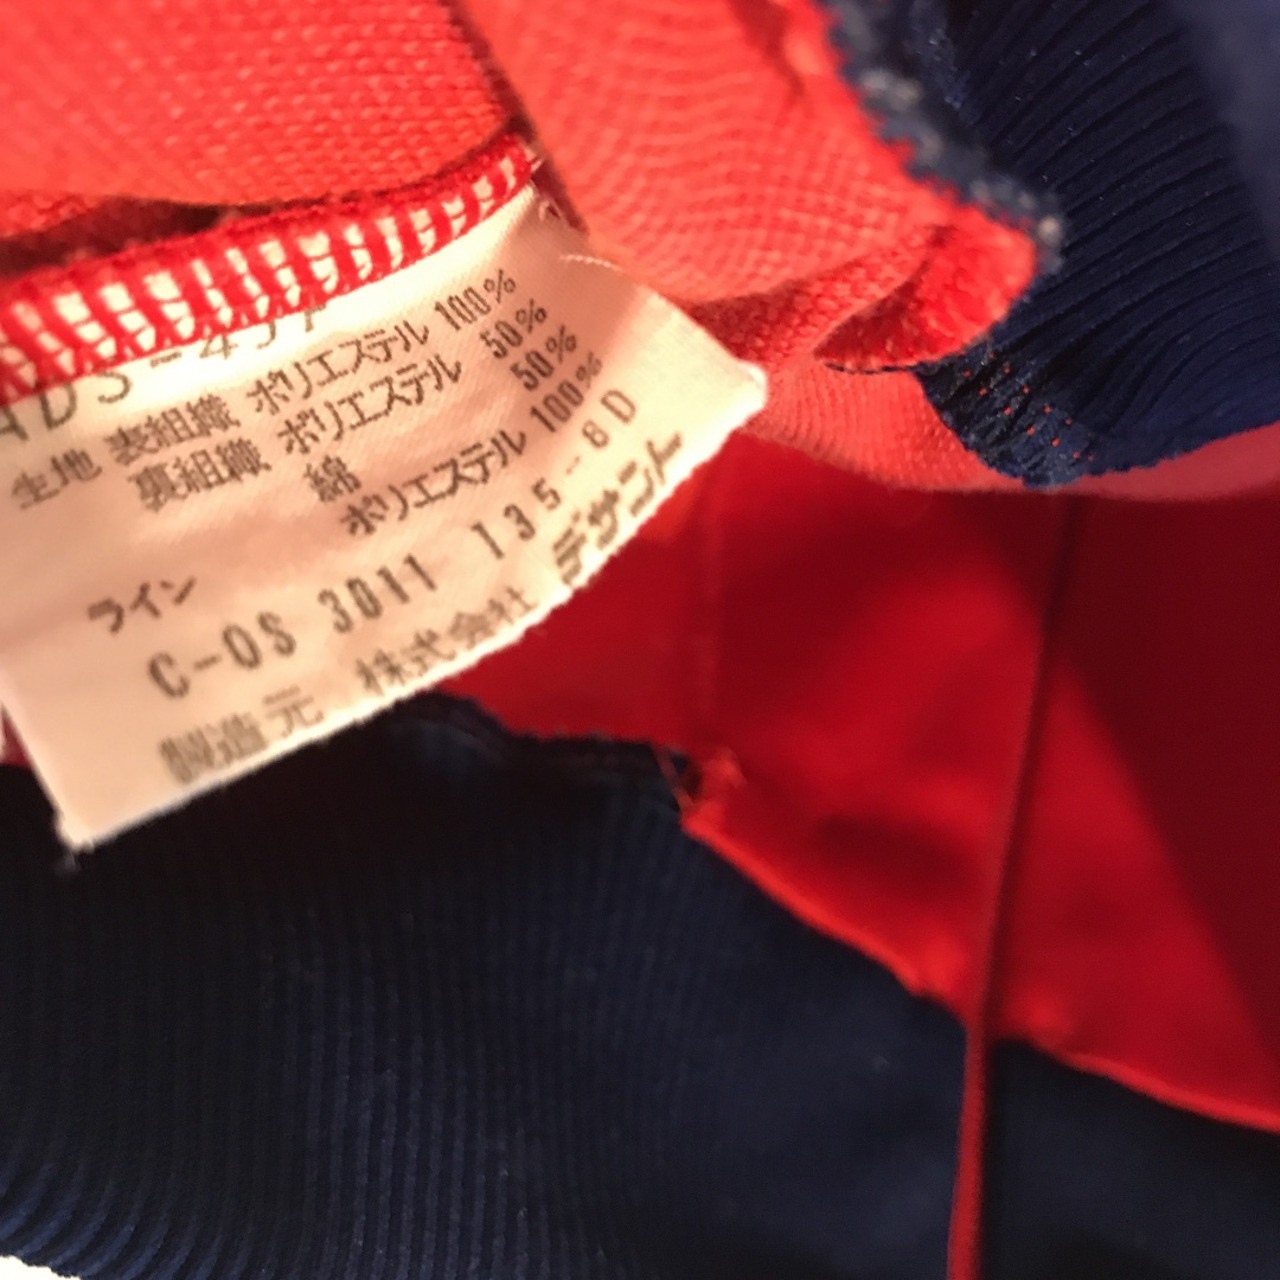 生地 表組織 ポリエステル 100%
裏組織 ポリエステル 50%
綿 50%
ライン ポリエステル 100%
C-OS 3011 135-6D
製造元 株式会社 デサント